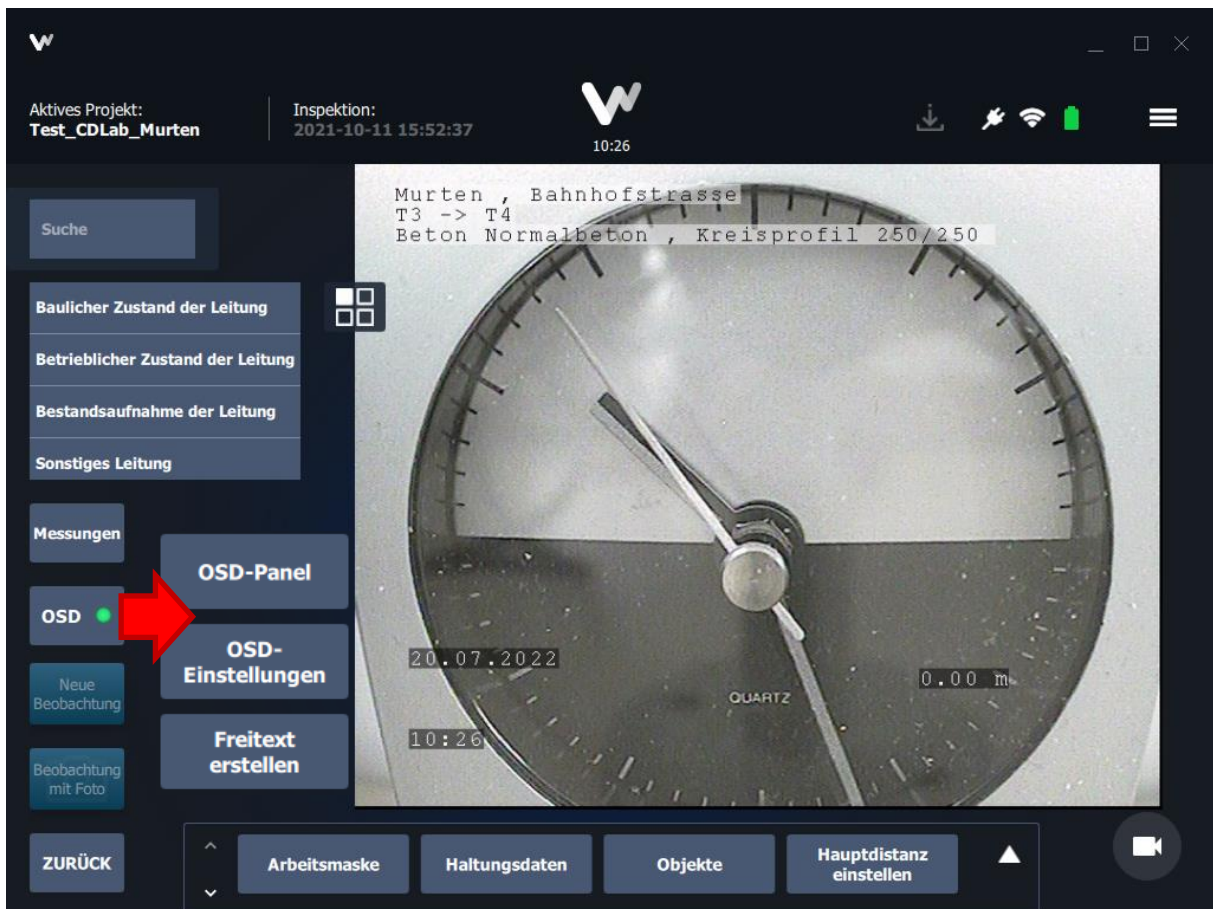 Aktives Projekt:
Test_CDLab_Murten
Inspektion:
2021-10-11 15:52:37
10:26
Suche
Baulicher Zustand der Leitung
Betrieblicher Zustand der Leitung
Bestandsaufnahme der Leitung
Sonstiges Leitung
Messungen
OSD
Neue
Beobachtung
Beobachtung
mit Foto
ZURÜCK
OSD-Panel
OSD-
Einstellungen
Freitext
erstellen
Murten , Bahnhofstrasse
T3 -> T4
Beton Normalbeton , Kreisprofil 250/250
20.07.2022
0.00 m
QUARTZ
10:26
Arbeitsmaske
Haltungsdaten
Objekte
Hauptdistanz
einstellen